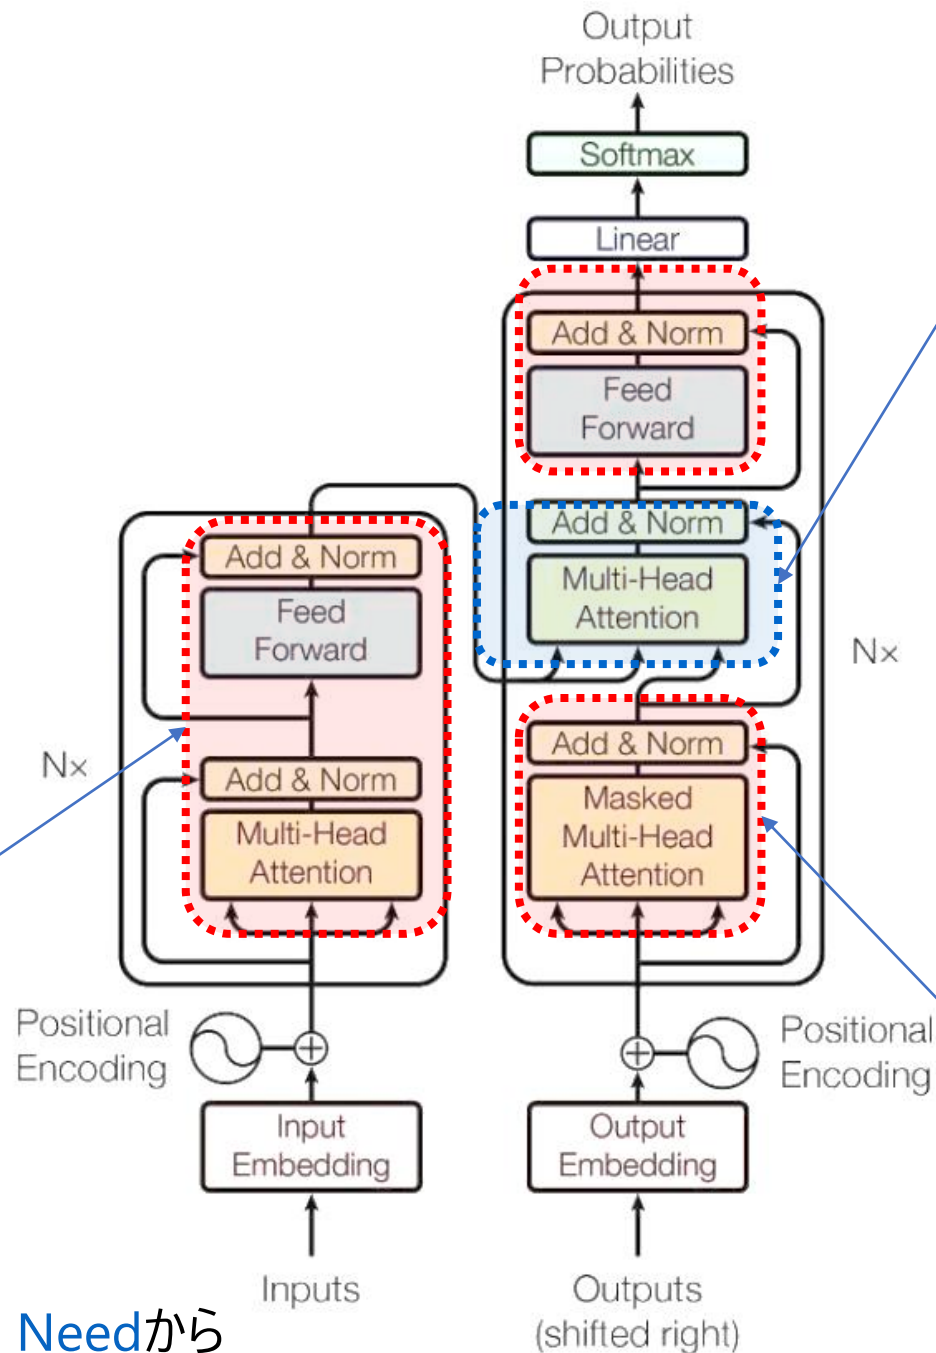 Output
Probabilities
Softmax
Linear
Add & Norm
Feed
Forward
Add & Norm
Multi-Head
Attention
Nx
Add & Norm
Masked
Multi-Head
Attention
Positional
Encoding
Output
Embedding
Outputs
(shifted right)
Add & Norm
Feed
Forward
Nx
Add & Norm
Multi-Head
Attention
Positional
Encoding
Input
Embedding
Inputs
Needから